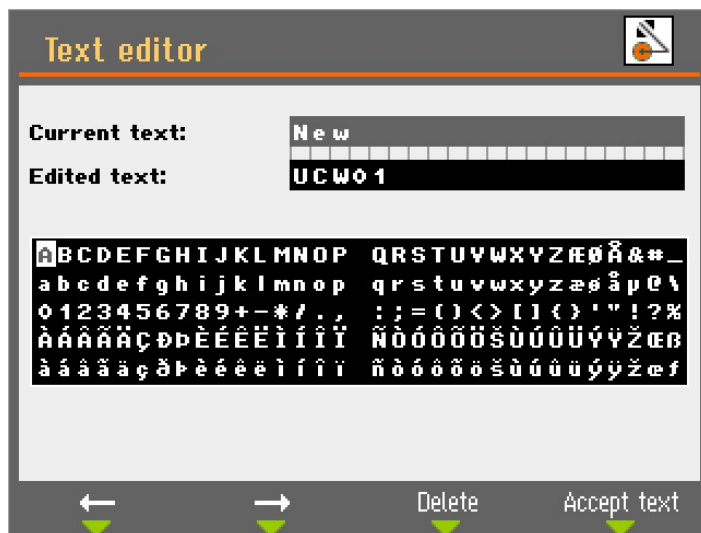 Text editor
Current text: New
Edited text: UCW01
ABCDEFGHIJKLMNOP QRSTUVWXYZÆØÅ&#_
abcdefghijklmnop qrstuvwxyzæøåµ@\
0123456789+-*/., :;=()<>[]{}'"!?%
ÀÁÂÃÄÇÐÞÈÉÊËÌÍÎÏ ÑÒÓÔÕÖŠÙÚÛÜÝŸŽŒß
àáâãäçðÞèéêëìíîï ñòóôõöšùúûüýÿžœƒ
← → Delete Accept text